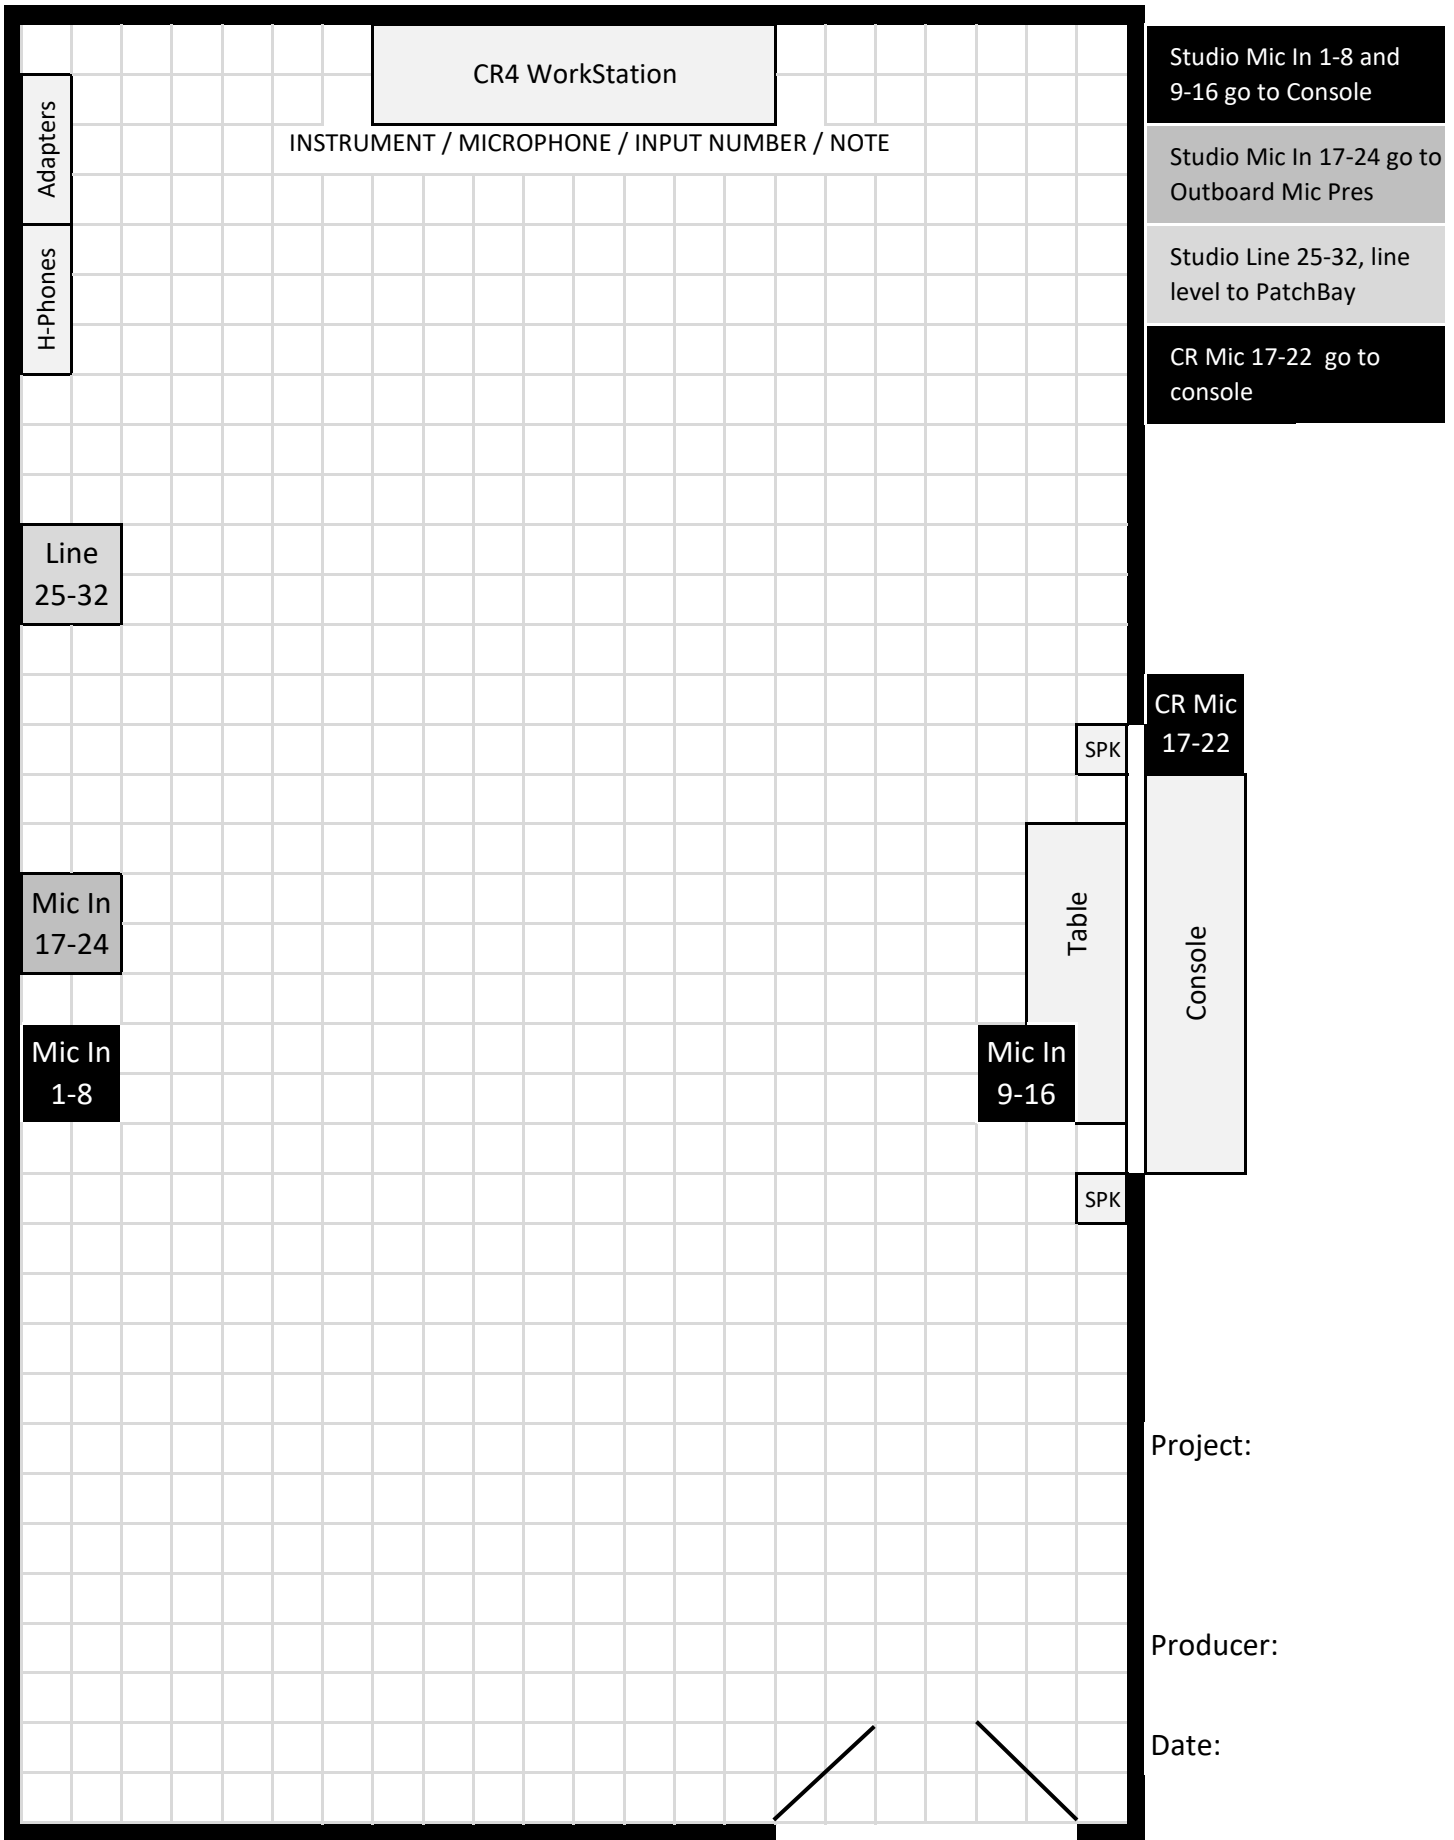 CR4 WorkStation
INSTRUMENT / MICROPHONE / INPUT NUMBER / NOTE
Adapters
H-Phones
Line
25-32
Mic In
17-24
Mic In
1-8
SPK
Table
Mic In
9-16
SPK
Studio Mic In 1-8 and
9-16 go to Console
Studio Mic In 17-24 go to
Outboard Mic Pres
Studio Line 25-32, line
level to PatchBay
CR Mic 17-22  go to
console
CR Mic
17-22
Console
Project:
Producer:
Date: